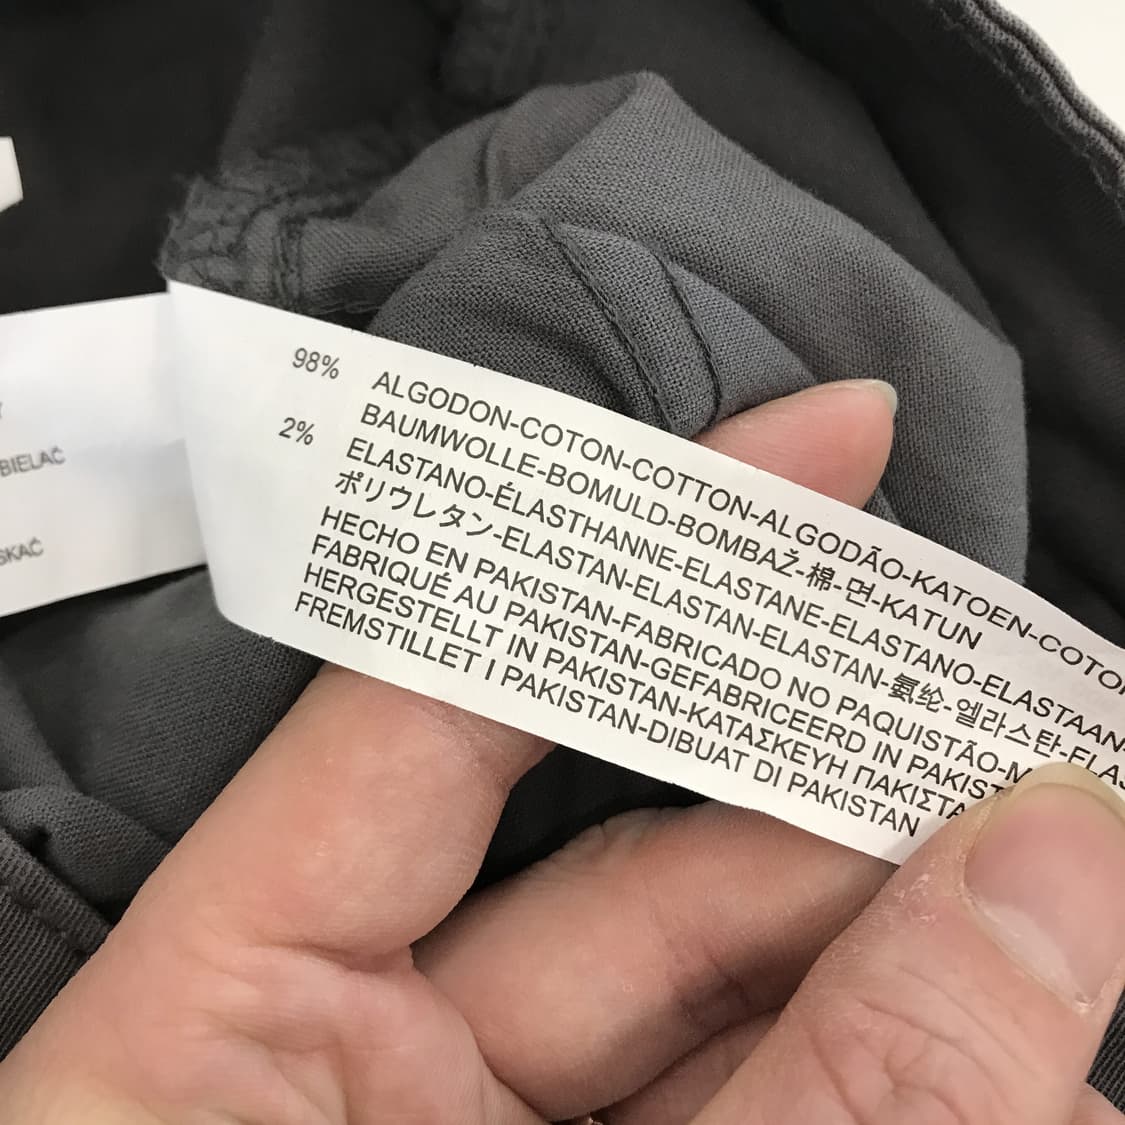 98% ALGODON-COTON-COTTON-ALGODÃO-KATOEN-
BAUMWOLLE-BOMULD-BOMBAŽ-棉-면-KATUN
2% ELASTANO-ÉLASTHANNE-ELASTANE-ELASTANO-ELASTAAN-
ポリウレタン-ELASTAN-ELASTAN-ELASTAN-氨纶-엘라스탄-
HECHO EN PAKISTAN-FABRICADO NO PAQUISTÃO-
FABRIQUÉ AU PAKISTAN-GEFABRICEERD IN
HERGESTELLT IN PAKISTAN-ΚΑΤΑΣΚΕΥΗ
FREMSTILLET I PAKISTAN-DIBUAT DI PAKISTAN
BIELAĆ